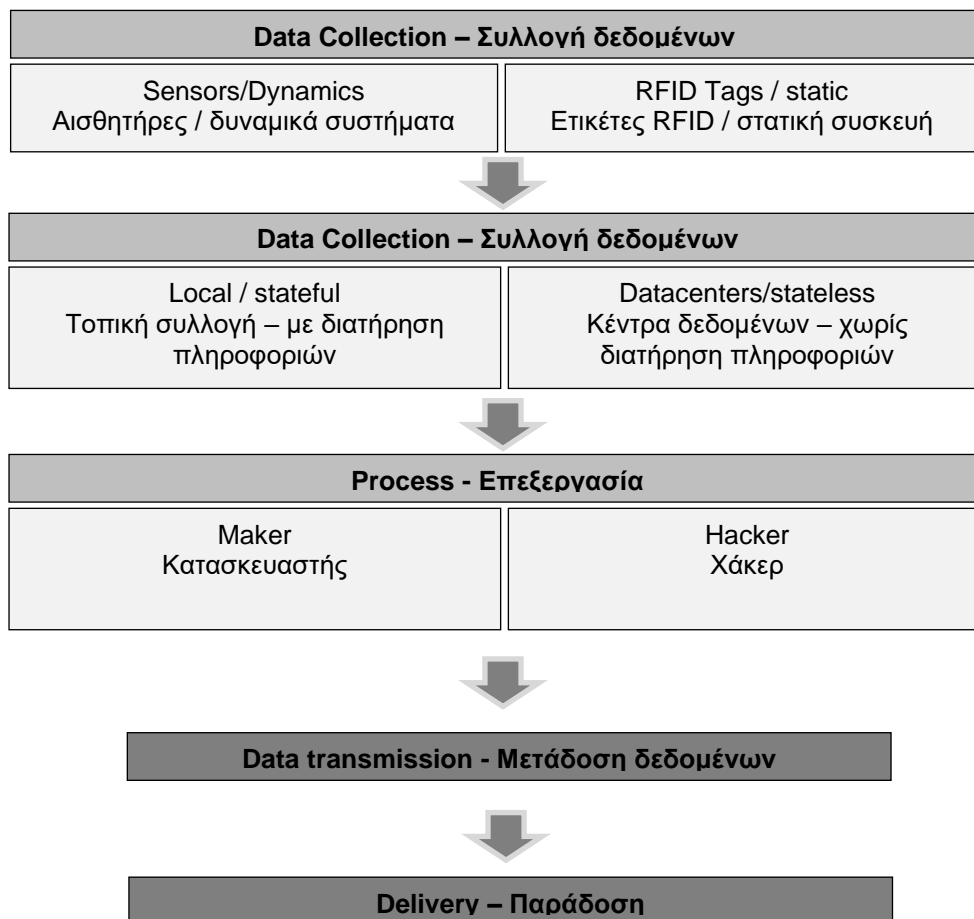 Data Collection – Συλλογή δεδομένων
Sensors/Dynamics
Αισθητήρες / δυναμικά συστήματα
RFID Tags / static
Ετικέτες RFID / στατική συσκευή
Data Collection – Συλλογή δεδομένων
Local / stateful
Τοπική συλλογή – με διατήρηση
πληροφοριών
Datacenters/stateless
Κέντρα δεδομένων – χωρίς
διατήρηση πληροφοριών
Process - Επεξεργασία
Maker
Κατασκευαστής
Hacker
Χάκερ
Data transmission - Μετάδοση δεδομένων
Delivery – Παράδοση